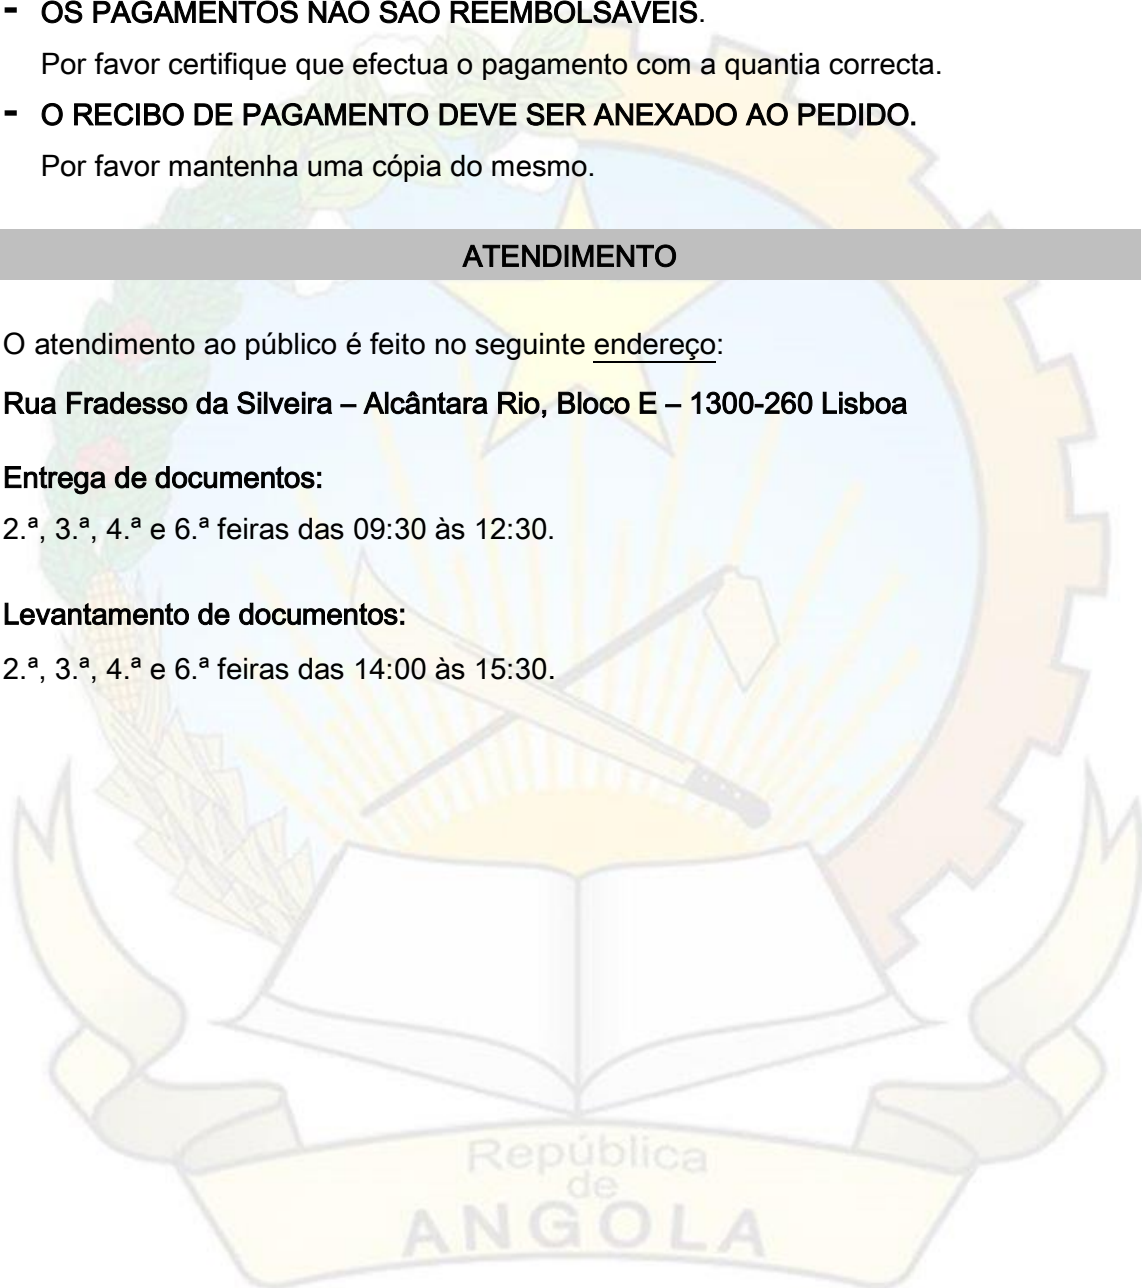 - OS PAGAMENTOS NÃO SÃO REEMBOLSÁVEIS.
Por favor certifique que efectua o pagamento com a quantia correcta.
- O RECIBO DE PAGAMENTO DEVE SER ANEXADO AO PEDIDO.
Por favor mantenha uma cópia do mesmo.
ATENDIMENTO
O atendimento ao público é feito no seguinte endereço:
Rua Fradesso da Silveira – Alcântara Rio, Bloco E – 1300-260 Lisboa
Entrega de documentos:
2.ª, 3.ª, 4.ª e 6.ª feiras das 09:30 às 12:30.
Levantamento de documentos:
2.ª, 3.ª, 4.ª e 6.ª feiras das 14:00 às 15:30.
República
de
ANGOLA